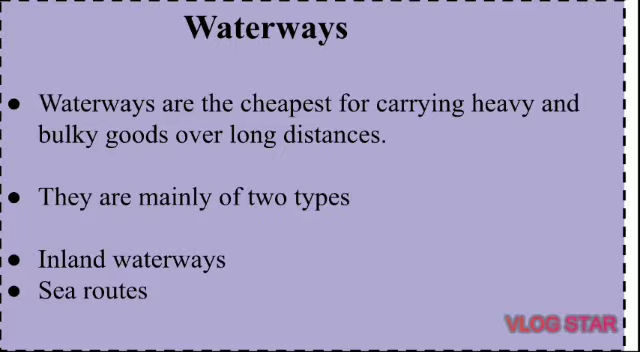 Waterways
● Waterways are the cheapest for carrying heavy and
bulky goods over long distances.
● They are mainly of two types
● Inland waterways
● Sea routes
VLOG STAR